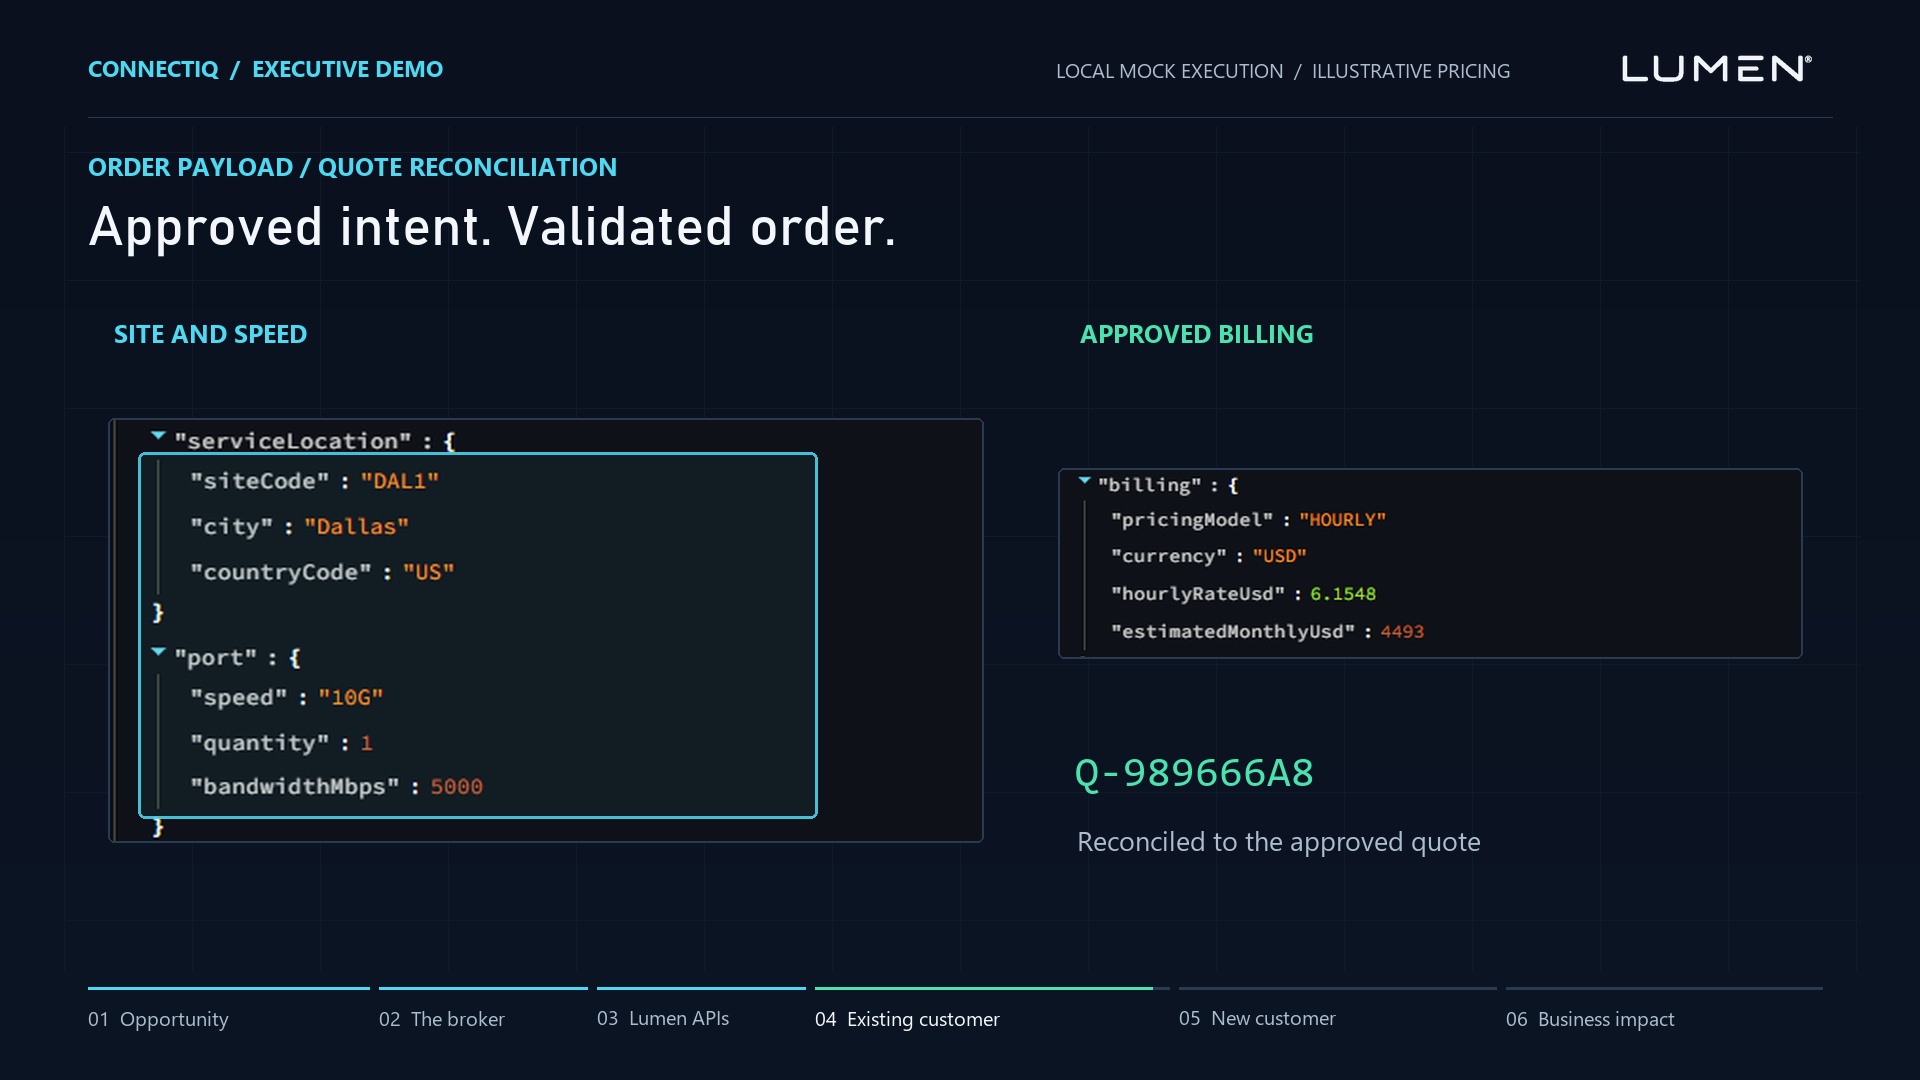 CONNECTIQ / EXECUTIVE DEMO
LOCAL MOCK EXECUTION / ILLUSTRATIVE PRICING
LUMEN®
ORDER PAYLOAD / QUOTE RECONCILIATION
Approved intent. Validated order.
SITE AND SPEED
"serviceLocation" : {
"siteCode" : "DAL1"
"city" : "Dallas"
"countryCode" : "US"
}
"port" : {
"speed" : "10G"
"quantity" : 1
"bandwidthMbps" : 5000
}
APPROVED BILLING
"billing" : {
"pricingModel" : "HOURLY"
"currency" : "USD"
"hourlyRateUsd" : 6.1548
"estimatedMonthlyUsd" : 4493
Q-989666A8
Reconciled to the approved quote
01 Opportunity
02 The broker
03 Lumen APIs
04 Existing customer
05 New customer
06 Business impact